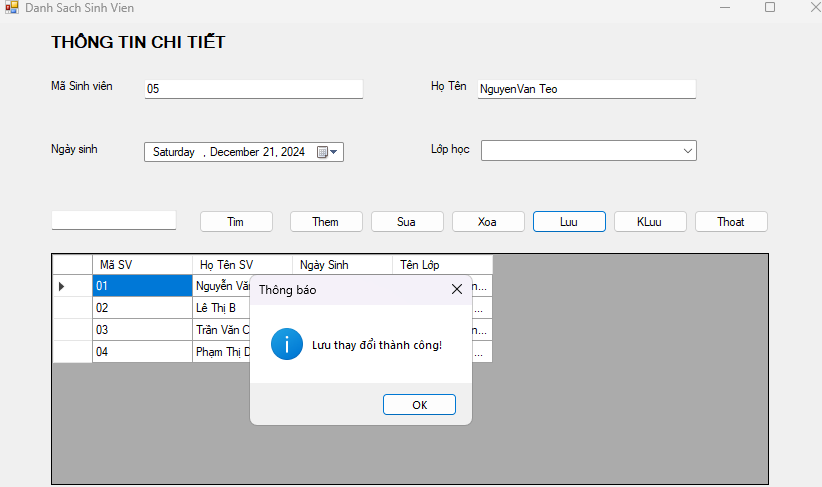 Danh Sach Sinh Vien
THÔNG TIN CHI TIẾT
Mã Sinh viên 05 Họ Tên NguyenVan Teo
Ngày sinh Saturday , December 21, 2024 Lớp học
Tim Them Sua Xoa Luu KLuu Thoat
Mã SV Họ Tên SV Ngày Sinh Tên Lớp
01 Nguyễn Văn
02 Lê Thị B
03 Trần Văn C
04 Phạm Thị D
Thông báo
Lưu thay đổi thành công!
OK